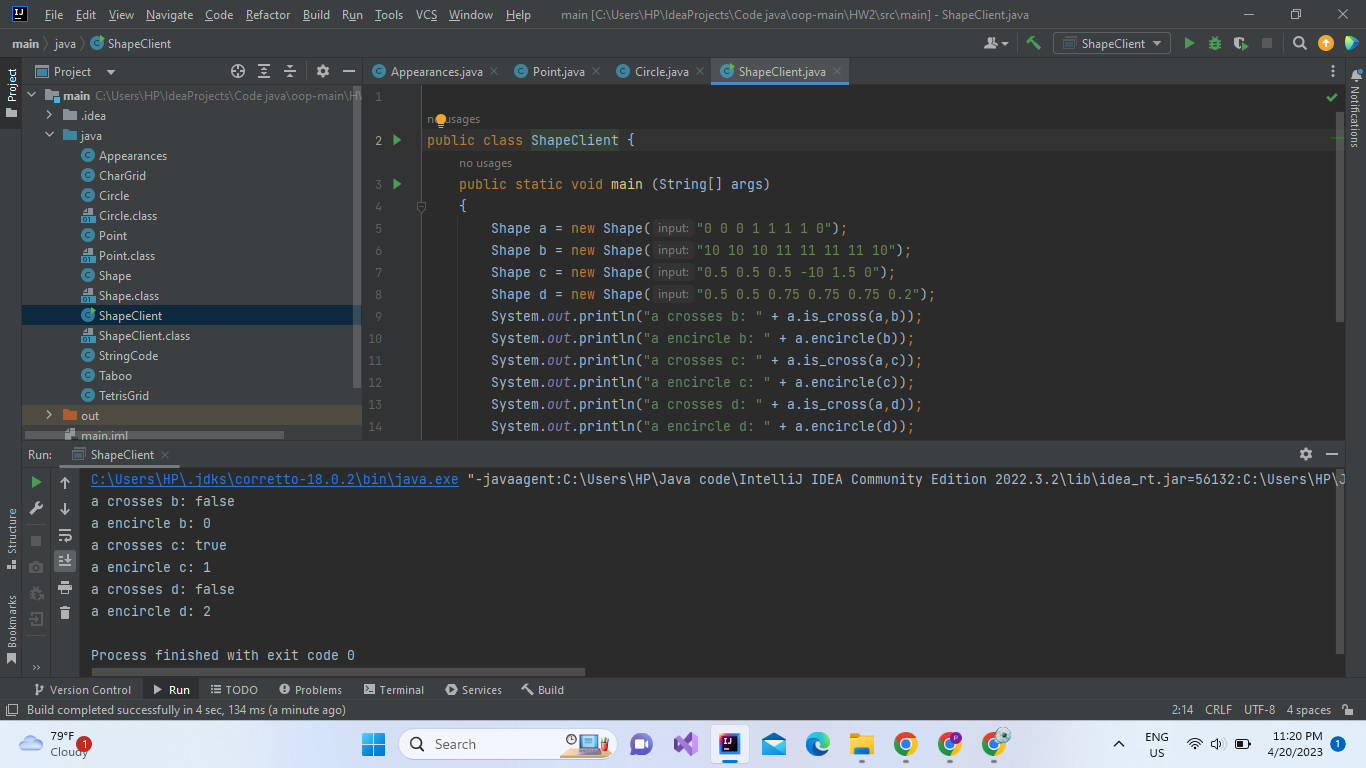 File Edit View Navigate Code Refactor Build Run Tools VCS Window Help main [C:\Users\HP\IdeaProjects\Code java\oop-main\HW2\src\main] - ShapeClient.java
main java ShapeClient
ShapeClient
Project
Appearances.java Point.java Circle.java ShapeClient.java
Project
Notifications
main C:\Users\HP\IdeaProjects\Code java\oop-main\H
.idea
java
Appearances
CharGrid
Circle
Circle.class
Point
Point.class
Shape
Shape.class
ShapeClient
ShapeClient.class
StringCode
Taboo
TetrisGrid
out
main.iml
1
no usages
2 public class ShapeClient {
no usages
3 public static void main (String[] args)
4 {
5 Shape a = new Shape( input: "0 0 0 1 1 1 1 0");
6 Shape b = new Shape( input: "10 10 10 11 11 11 11 10");
7 Shape c = new Shape( input: "0.5 0.5 0.5 -10 1.5 0");
8 Shape d = new Shape( input: "0.5 0.5 0.75 0.75 0.75 0.2");
9 System.out.println("a crosses b: " + a.is_cross(a,b));
10 System.out.println("a encircle b: " + a.encircle(b));
11 System.out.println("a crosses c: " + a.is_cross(a,c));
12 System.out.println("a encircle c: " + a.encircle(c));
13 System.out.println("a crosses d: " + a.is_cross(a,d));
14 System.out.println("a encircle d: " + a.encircle(d));
Run: ShapeClient
C:\Users\HP\.jdks\corretto-18.0.2\bin\java.exe "-javaagent:C:\Users\HP\Java code\IntelliJ IDEA Community Edition 2022.3.2\lib\idea_rt.jar=56132:C:\Users\HP\J
a crosses b: false
a encircle b: 0
a crosses c: true
a encircle c: 1
a crosses d: false
a encircle d: 2
Process finished with exit code 0
Structure
Bookmarks
Version Control Run TODO Problems Terminal Services Build
Build completed successfully in 4 sec, 134 ms (a minute ago) 2:14 CRLF UTF-8 4 spaces
79°F
Cloudy
1
Search
ENG
US
11:20 PM
4/20/2023
1